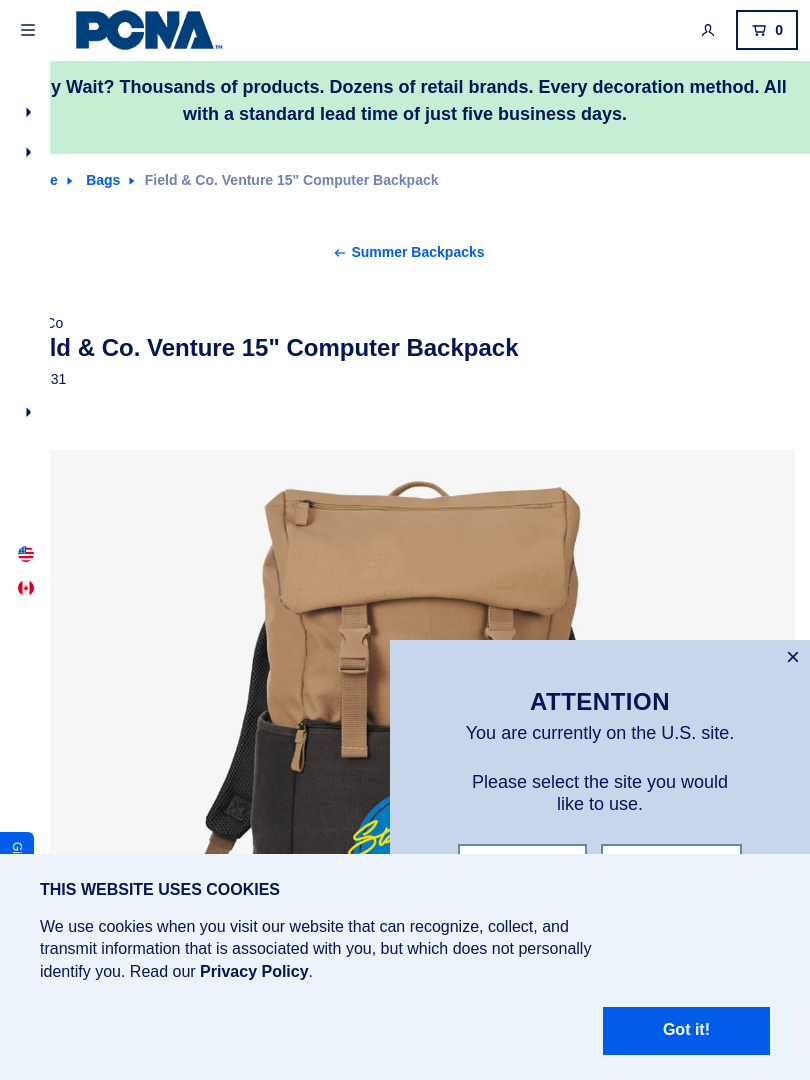 PCNA™
0
Wait? Thousands of products. Dozens of retail brands. Every decoration method. All
with a standard lead time of just five business days.
Bags Field & Co. Venture 15" Computer Backpack
← Summer Backpacks
Co
& Co. Venture 15" Computer Backpack
31
ATTENTION
You are currently on the U.S. site.
Please select the site you would
like to use.
THIS WEBSITE USES COOKIES
We use cookies when you visit our website that can recognize, collect, and
transmit information that is associated with you, but which does not personally
identify you. Read our Privacy Policy.
Got it!